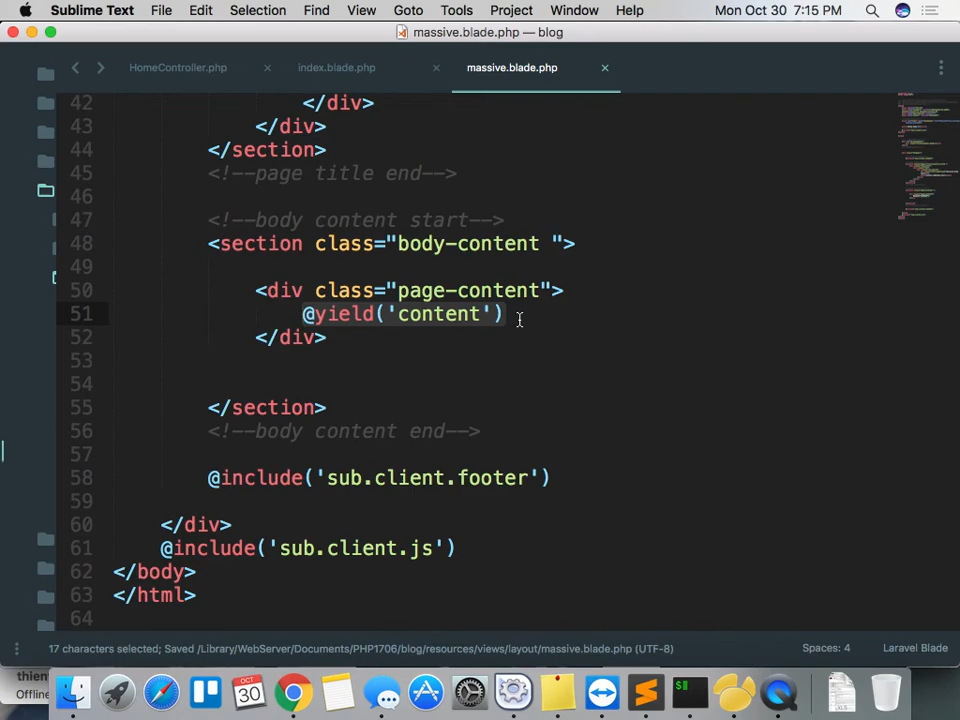 Sublime Text File Edit Selection Find View Goto Tools Project Window Help Mon Oct 30 7:15 PM
massive.blade.php — blog
HomeController.php × index.blade.php × massive.blade.php ×
42 </div>
43 </div>
44 </section>
45 <!--page title end-->
46
47 <!--body content start-->
48 <section class="body-content ">
49
50 <div class="page-content">
51 @yield('content')
52 </div>
53
54
55 </section>
56 <!--body content end-->
57
58 @include('sub.client.footer')
59
60 </div>
61 @include('sub.client.js')
62 </body>
63 </html>
64
17 characters selected; Saved /Library/WebServer/Documents/PHP1706/blog/resources/views/layout/massive.blade.php (UTF-8) Spaces: 4 Laravel Blade
thien
Offline
OCT
30
$
.XLS